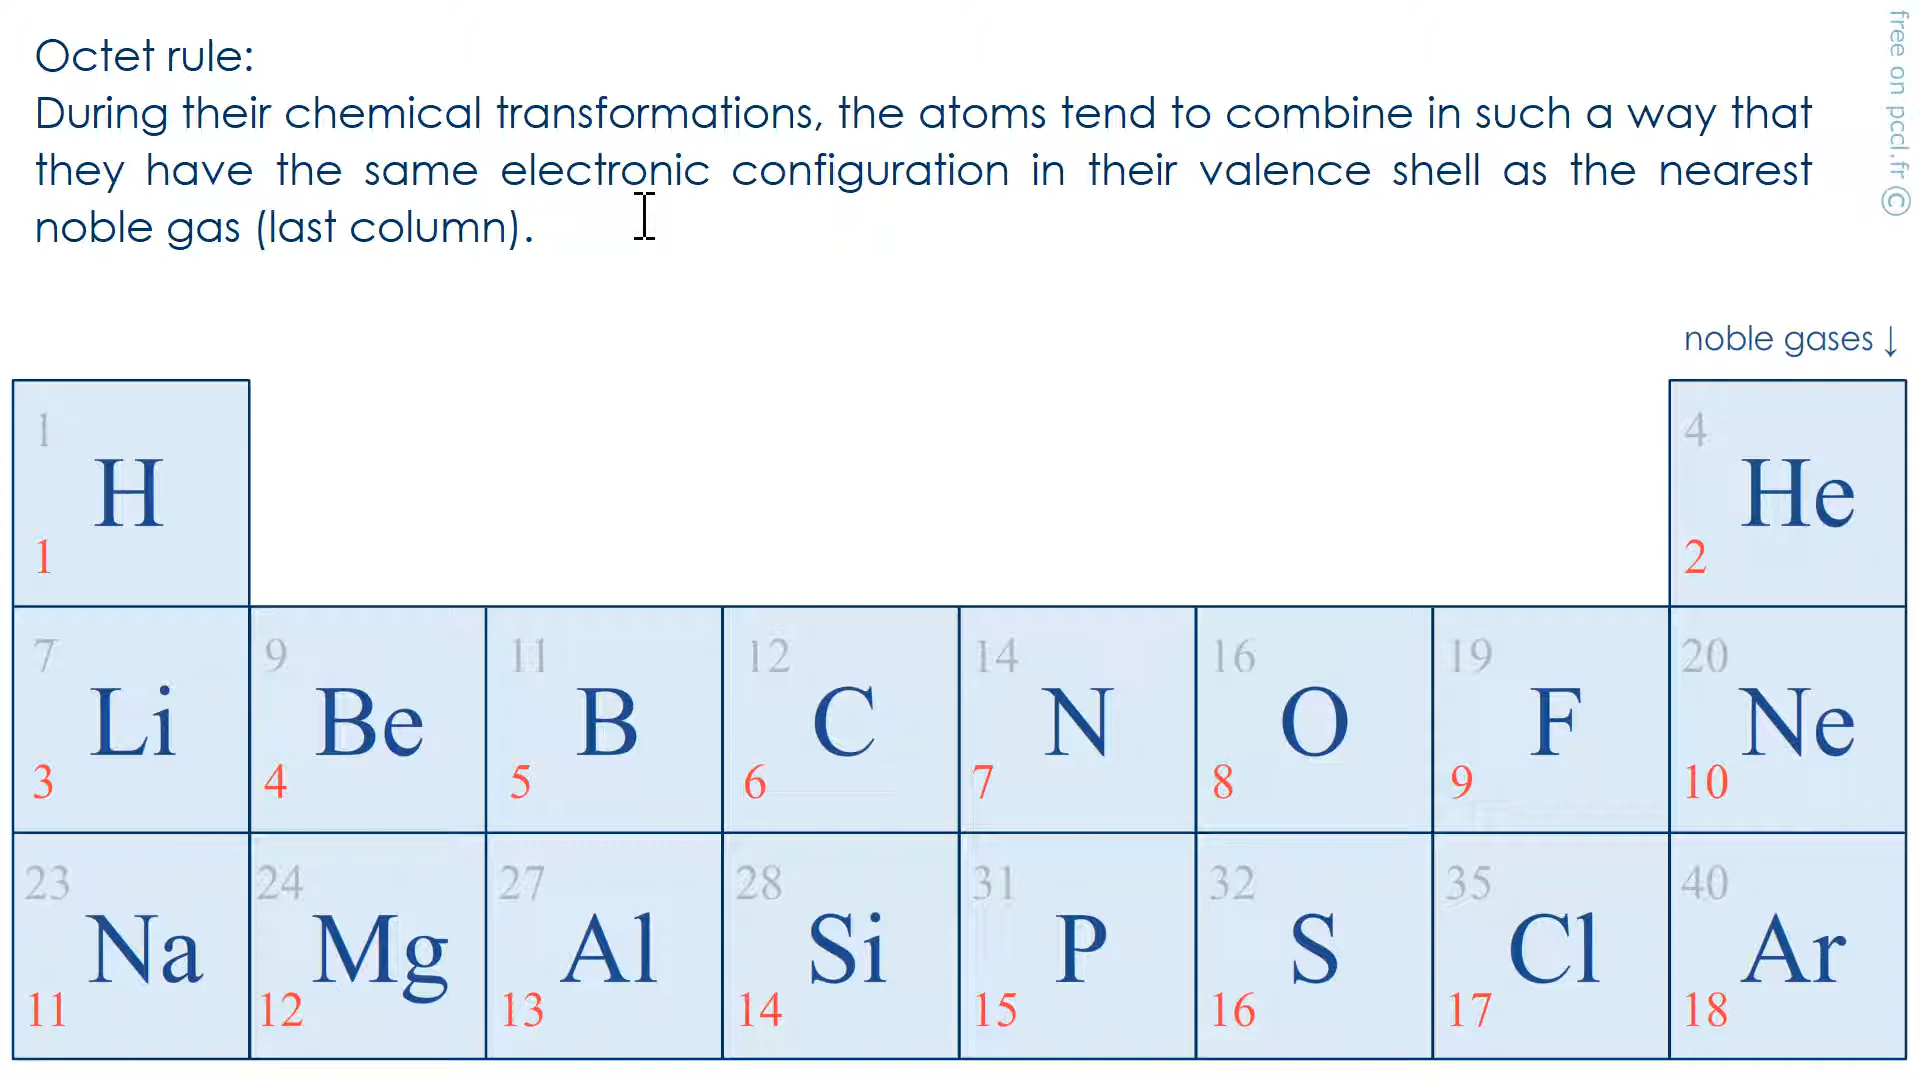 Octet rule:
During their chemical transformations, the atoms tend to combine in such a way that
they have the same electronic configuration in their valence shell as the nearest
noble gas (last column).
free on pccl.fr ©
noble gases ↓
1 H 1
4 He 2
7 Li 3
9 Be 4
11 B 5
12 C 6
14 N 7
16 O 8
19 F 9
20 Ne 10
23 Na 11
24 Mg 12
27 Al 13
28 Si 14
31 P 15
32 S 16
35 Cl 17
40 Ar 18